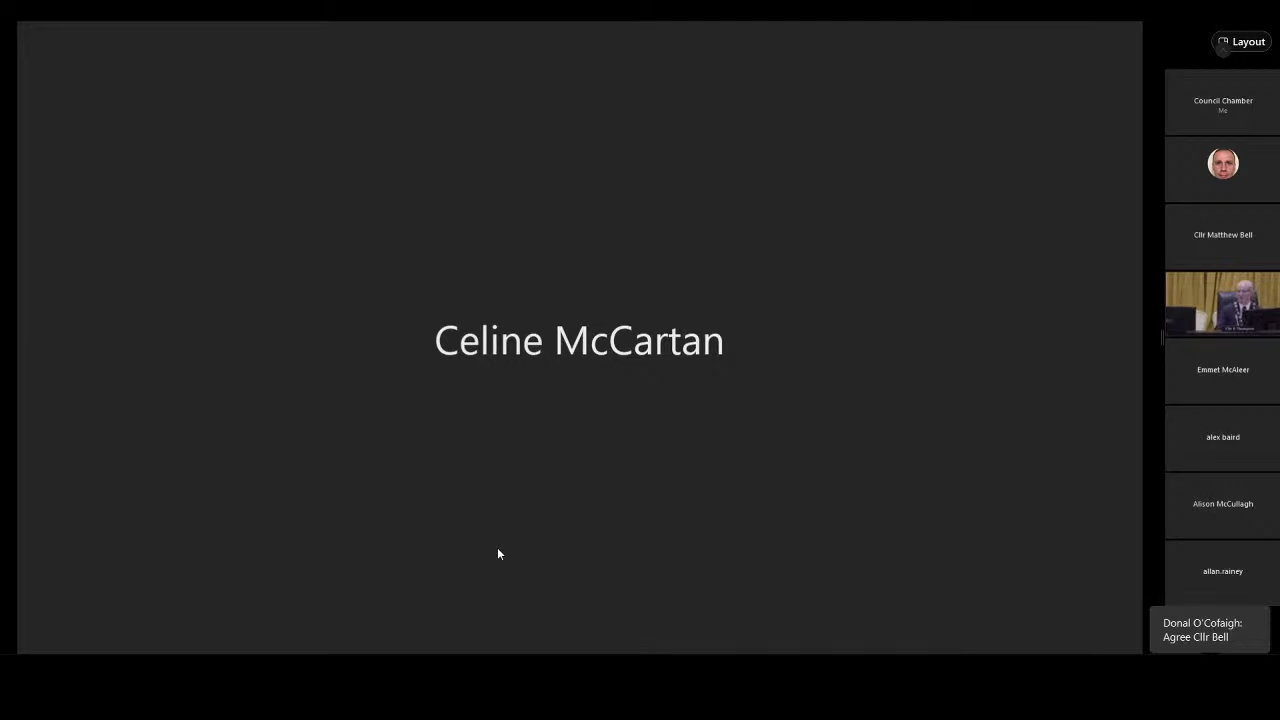 Layout
Council Chamber
Me
Cllr Matthew Bell
Celine McCartan
Emmet McAleer
alex baird
Alison McCullagh
allan.rainey
Donal O'Cofaigh:
Agree Cllr Bell